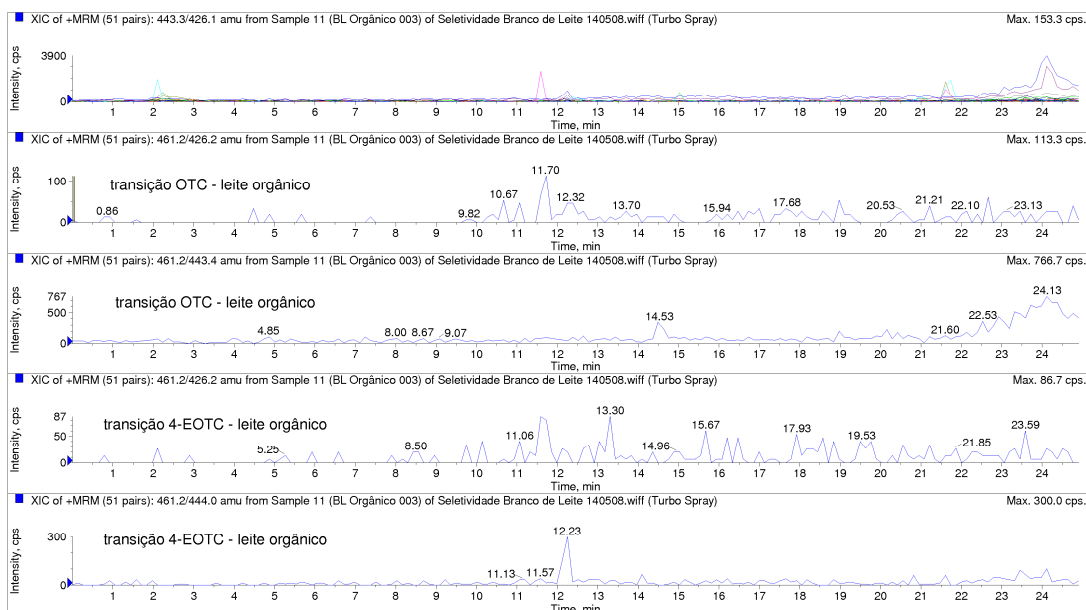 XIC of +MRM (51 pairs): 443.3/426.1 amu from Sample 11 (BL Orgânico 003) of Seletividade Branco de Leite 140508.wiff (Turbo Spray) Max. 153.3 cps.
Intensity, cps
3900
0
1 2 3 4 5 6 7 8 9 10 11 12 13 14 15 16 17 18 19 20 21 22 23 24
Time, min
XIC of +MRM (51 pairs): 461.2/426.2 amu from Sample 11 (BL Orgânico 003) of Seletividade Branco de Leite 140508.wiff (Turbo Spray) Max. 113.3 cps.
Intensity, cps
transição OTC - leite orgânico
100
0
0.86 9.82 10.67 11.70 12.32 13.70 15.94 17.68 20.53 21.21 22.10 23.13
1 2 3 4 5 6 7 8 9 10 11 12 13 14 15 16 17 18 19 20 21 22 23 24
Time, min
XIC of +MRM (51 pairs): 461.2/443.4 amu from Sample 11 (BL Orgânico 003) of Seletividade Branco de Leite 140508.wiff (Turbo Spray) Max. 766.7 cps.
Intensity, cps
transição OTC - leite orgânico
767
500
0
4.85 8.00 8.67 9.07 14.53 21.60 22.53 24.13
1 2 3 4 5 6 7 8 9 10 11 12 13 14 15 16 17 18 19 20 21 22 23 24
Time, min
XIC of +MRM (51 pairs): 461.2/426.2 amu from Sample 11 (BL Orgânico 003) of Seletividade Branco de Leite 140508.wiff (Turbo Spray) Max. 86.7 cps.
Intensity, cps
transição 4-EOTC - leite orgânico
87
50
0
5.25 8.50 11.06 13.30 14.96 15.67 17.93 19.53 21.85 23.59
1 2 3 4 5 6 7 8 9 10 11 12 13 14 15 16 17 18 19 20 21 22 23 24
Time, min
XIC of +MRM (51 pairs): 461.2/444.0 amu from Sample 11 (BL Orgânico 003) of Seletividade Branco de Leite 140508.wiff (Turbo Spray) Max. 300.0 cps.
Intensity, cps
transição 4-EOTC - leite orgânico
300
0
11.13 11.57 12.23
1 2 3 4 5 6 7 8 9 10 11 12 13 14 15 16 17 18 19 20 21 22 23 24
Time, min